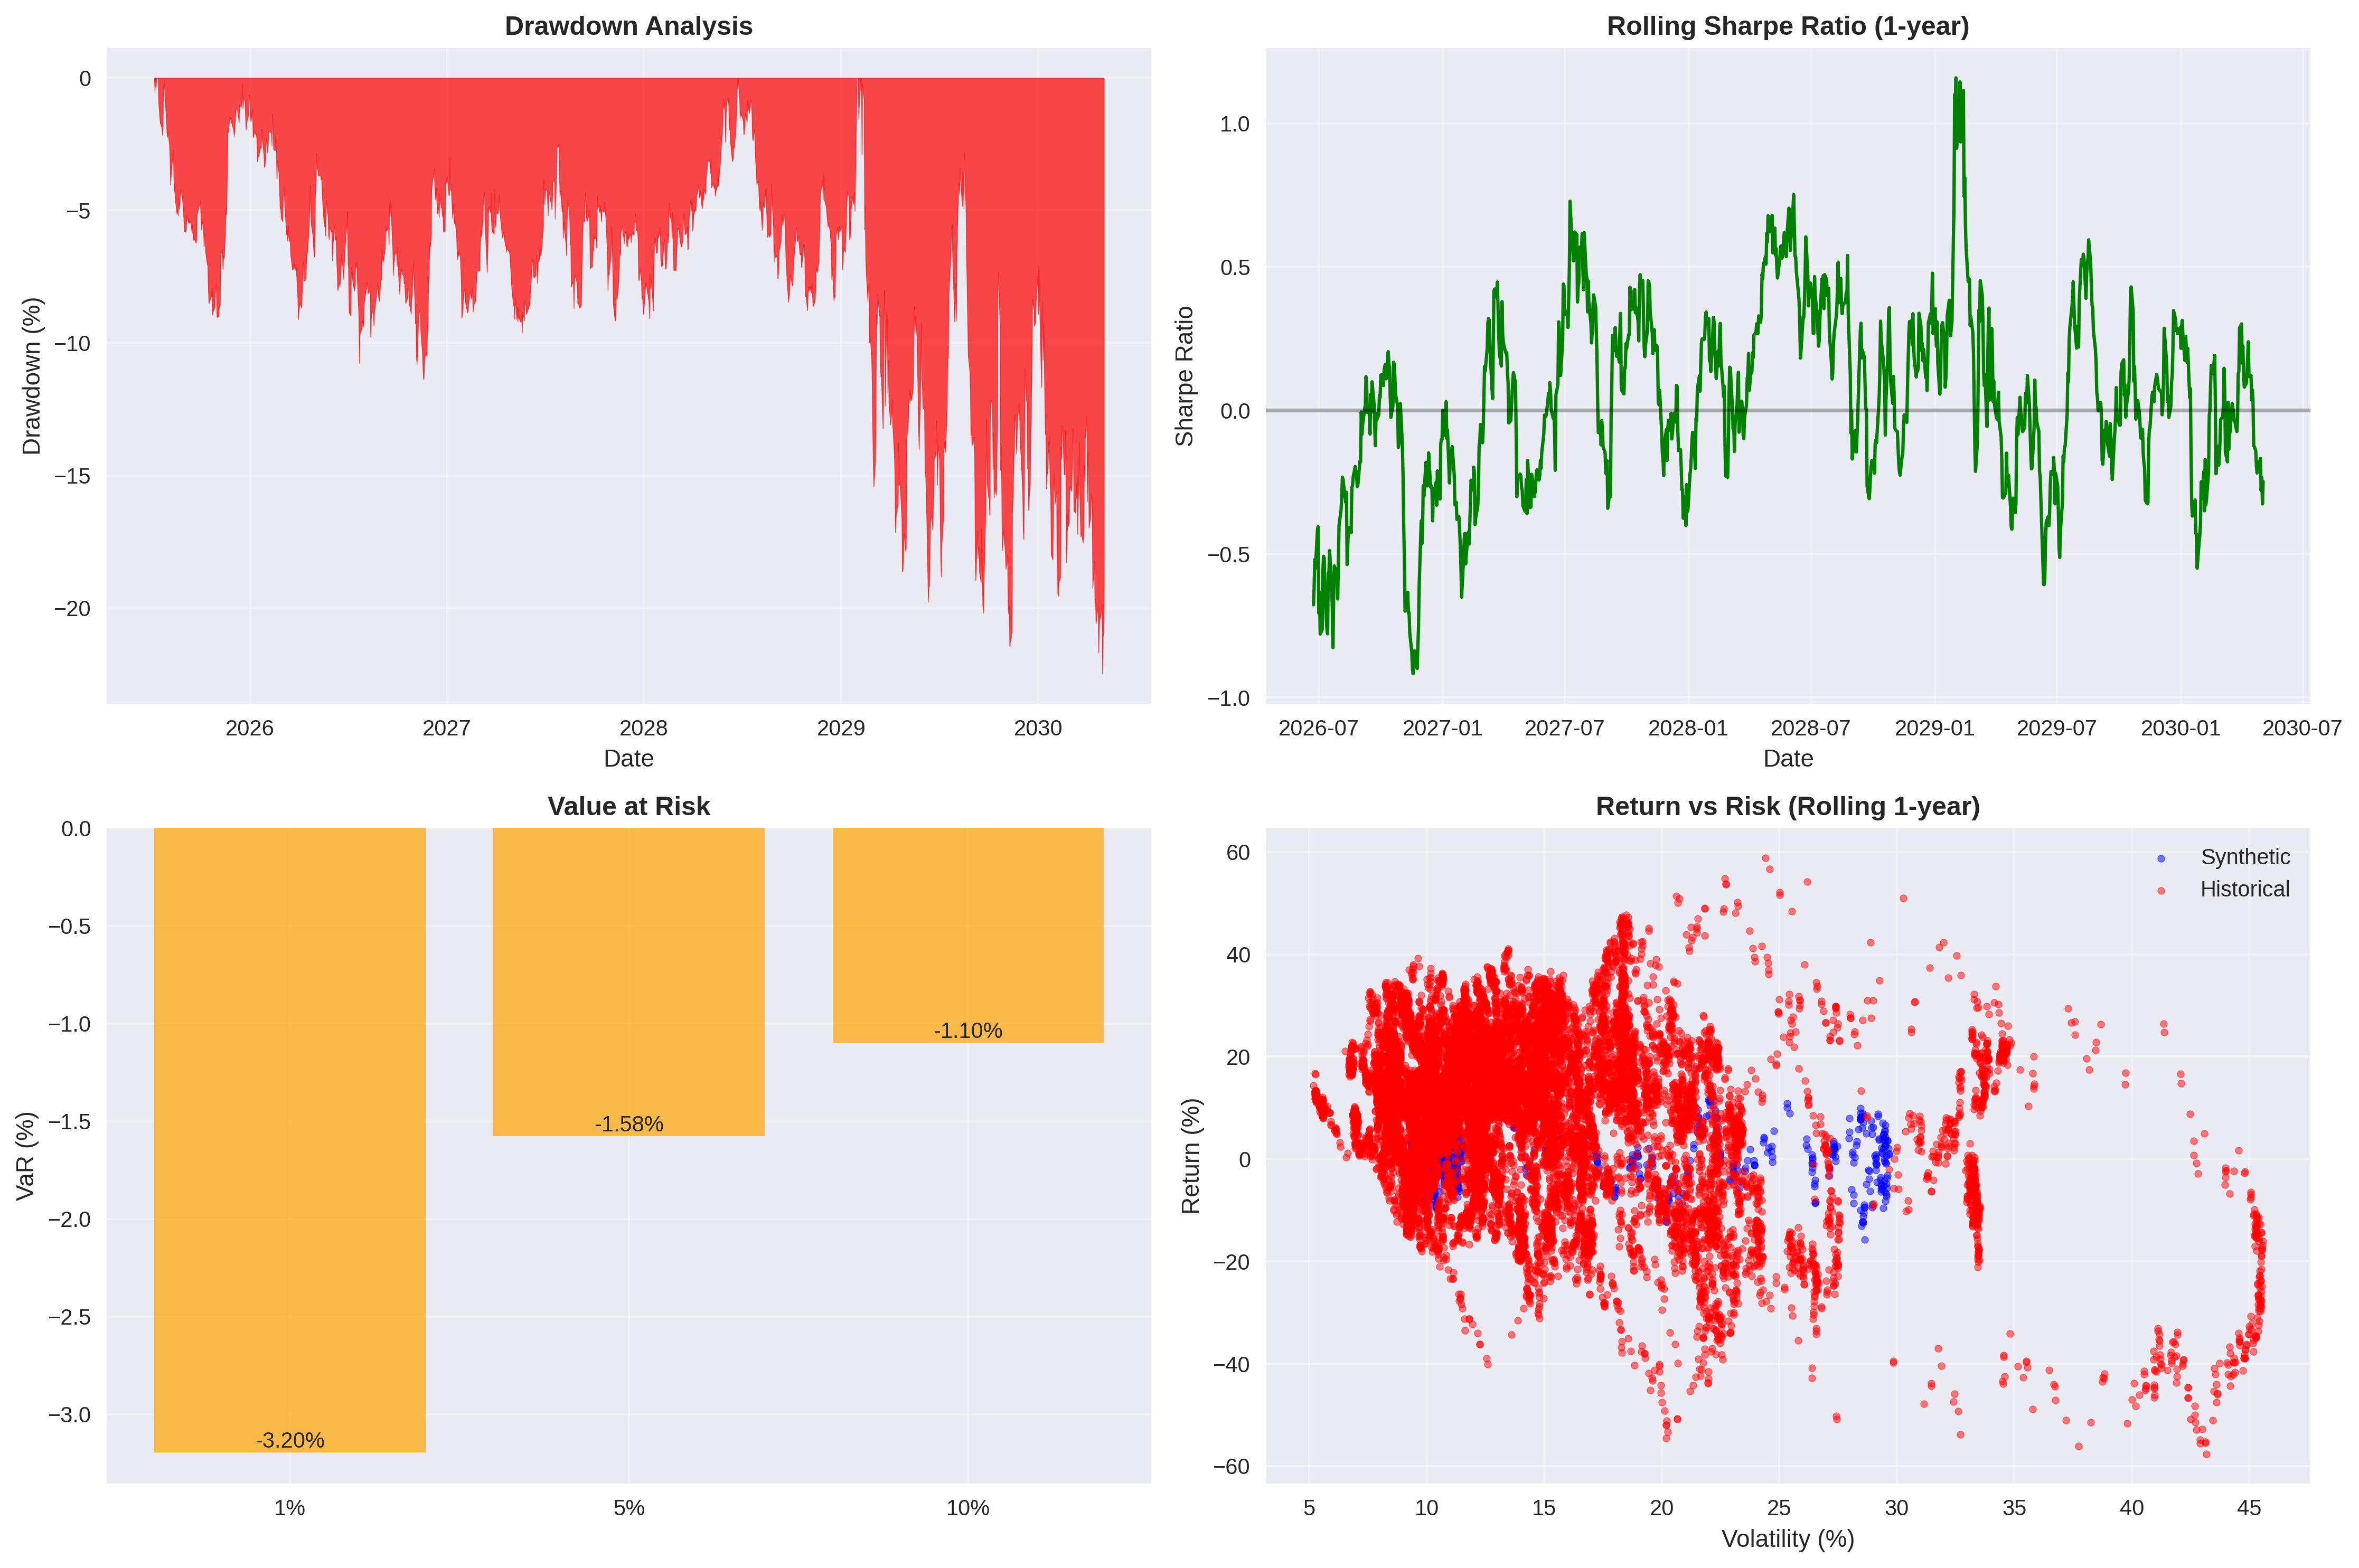 Drawdown Analysis
0
−5
−10
−15
−20
Drawdown (%)
2026 2027 2028 2029 2030
Date
Rolling Sharpe Ratio (1-year)
1.0
0.5
0.0
−0.5
−1.0
Sharpe Ratio
2026-07 2027-01 2027-07 2028-01 2028-07 2029-01 2029-07 2030-01 2030-07
Date
Value at Risk
0.0
−0.5
−1.0
−1.5
−2.0
−2.5
−3.0
VaR (%)
-3.20%
-1.58%
-1.10%
1% 5% 10%
Return vs Risk (Rolling 1-year)
60
40
20
0
−20
−40
−60
Return (%)
Synthetic
Historical
5 10 15 20 25 30 35 40 45
Volatility (%)